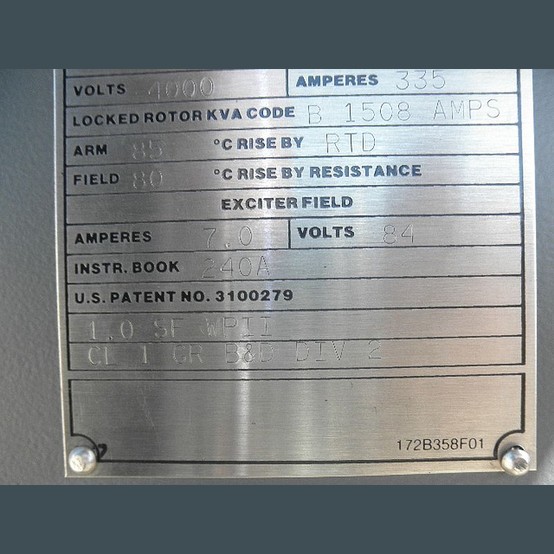 VOLTS 4000 AMPERES 335
LOCKED ROTOR KVA CODE B 1508 AMPS
ARM 85 °C RISE BY RTD
FIELD 80 °C RISE BY RESISTANCE
EXCITER FIELD
AMPERES 7.0 VOLTS 84
INSTR. BOOK 240A
U.S. PATENT NO. 3100279
1.0 SF WPII
CL I GR B&D DIV 2
172B358F01